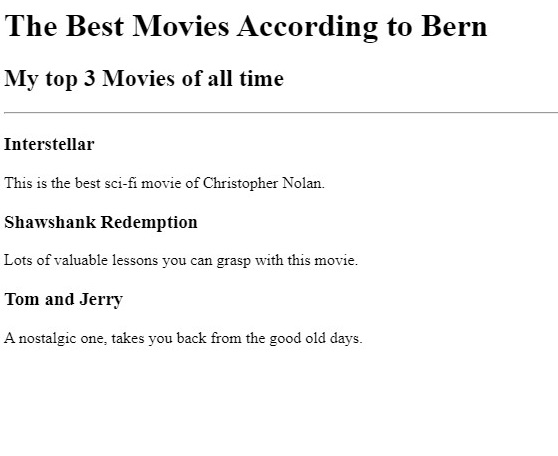 The Best Movies According to Bern
My top 3 Movies of all time
Interstellar
This is the best sci-fi movie of Christopher Nolan.
Shawshank Redemption
Lots of valuable lessons you can grasp with this movie.
Tom and Jerry
A nostalgic one, takes you back from the good old days.